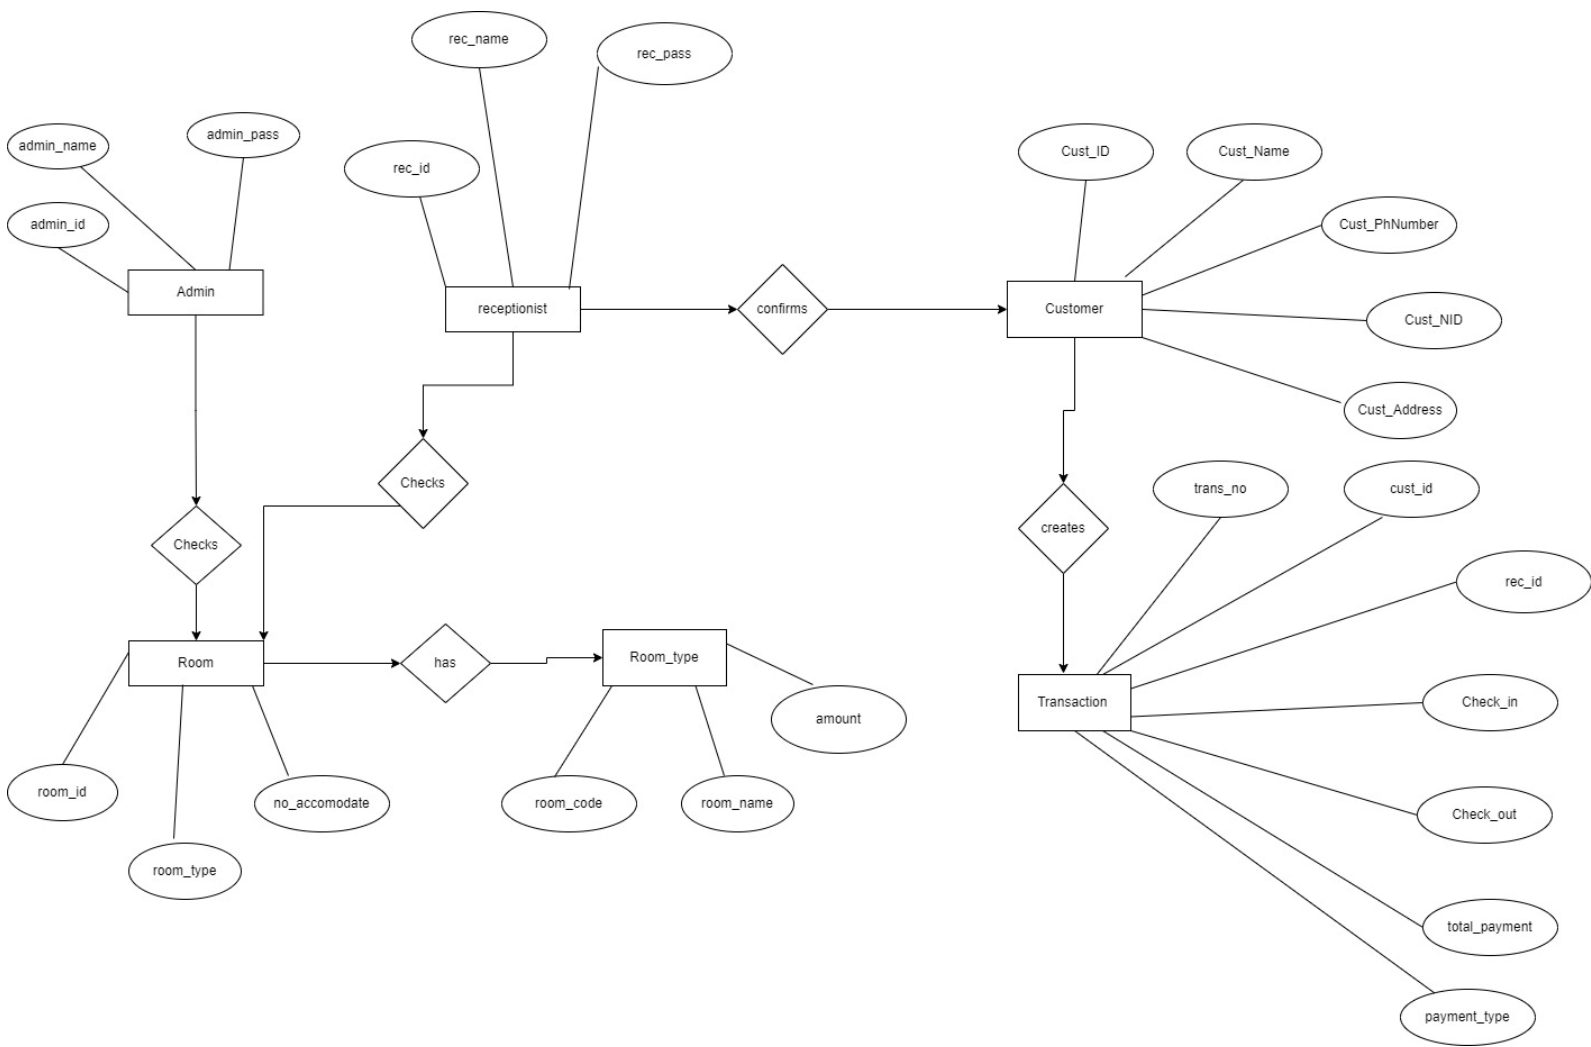 rec_name
rec_pass
admin_name
admin_pass
rec_id
Cust_ID
Cust_Name
admin_id
Cust_PhNumber
Admin
receptionist
confirms
Customer
Cust_NID
Cust_Address
Checks
trans_no
cust_id
creates
Checks
rec_id
Room
has
Room_type
Transaction
Check_in
amount
room_id
no_accomodate
room_code
room_name
Check_out
room_type
total_payment
payment_type